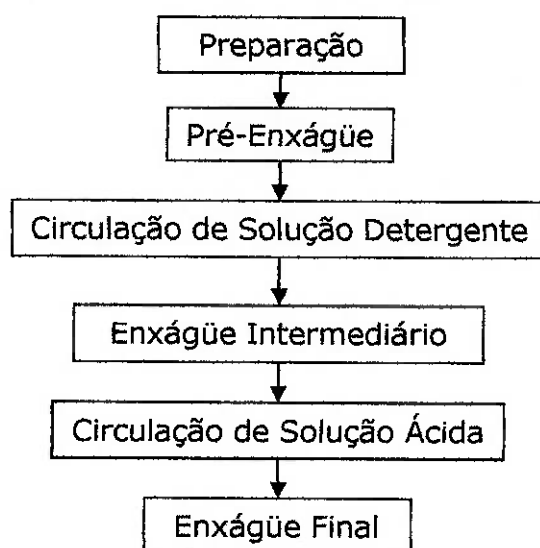 Preparação
Pré-Enxágüe
Circulação de Solução Detergente
Enxágüe Intermediário
Circulação de Solução Ácida
Enxágüe Final